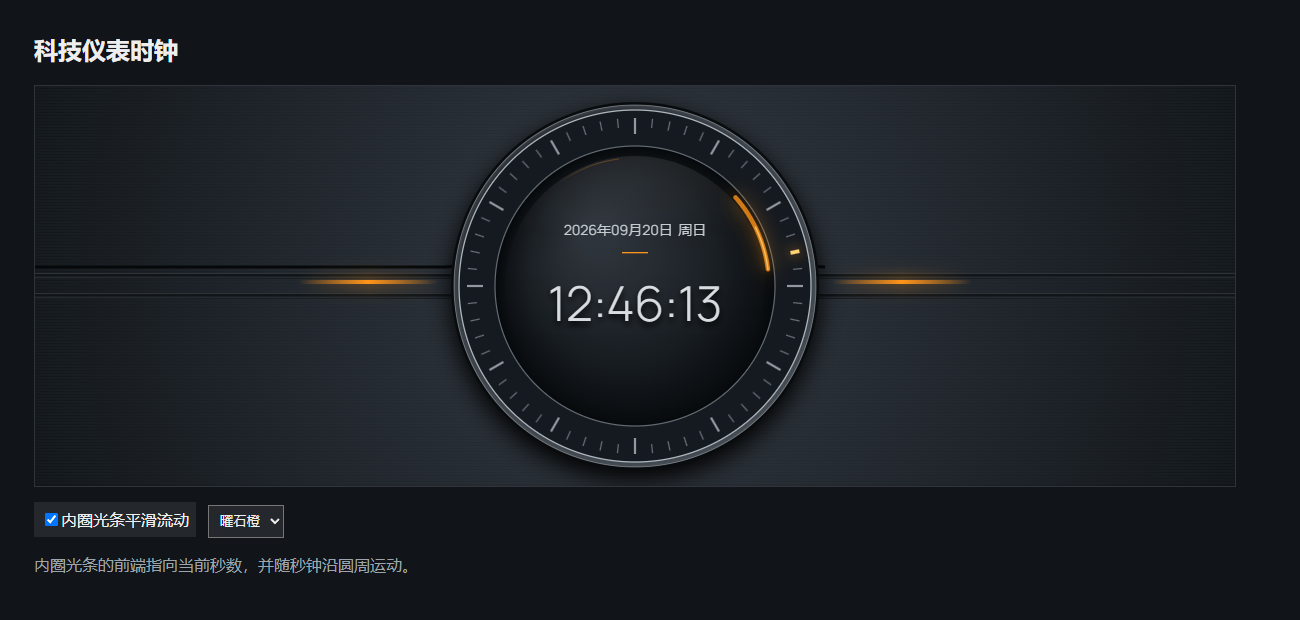 科技仪表时钟
2026年09月20日 周日
12:46:13
内圈光条平滑流动 曜石橙
内圈光条的前端指向当前秒数，并随秒钟沿圆周运动。